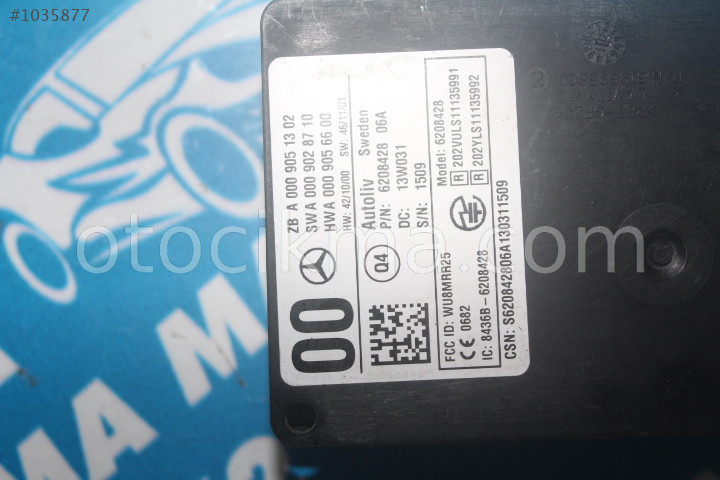 #1035877
ZB A 000 905 13 02
SW A 000 902 87 10
HW A 000 905 66 00
HW: 42/10/00 SW: 46/11/01
00
Autoliv Sweden
P/N: 6208428 06A
DC: 13W031
S/N: 1509
Q4
Model: 6208428
R 202VULS11135991
R 202YLS11135992
FCC ID: WU8MRR25
CE 0682
IC: 8436B-6208428
CSN: S620842806A130311509
otocikma.com